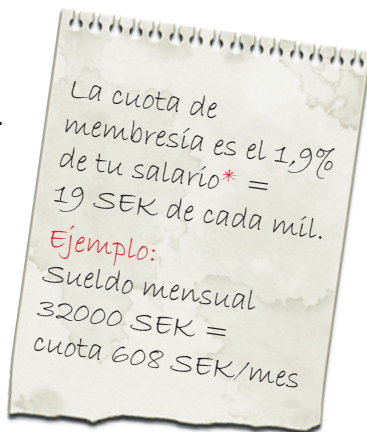 La cuota de
membresía es el 1,9%
de tu salario* =
19 SEK de cada mil.
Ejemplo:
Sueldo mensual
32000 SEK =
cuota 608 SEK/mes